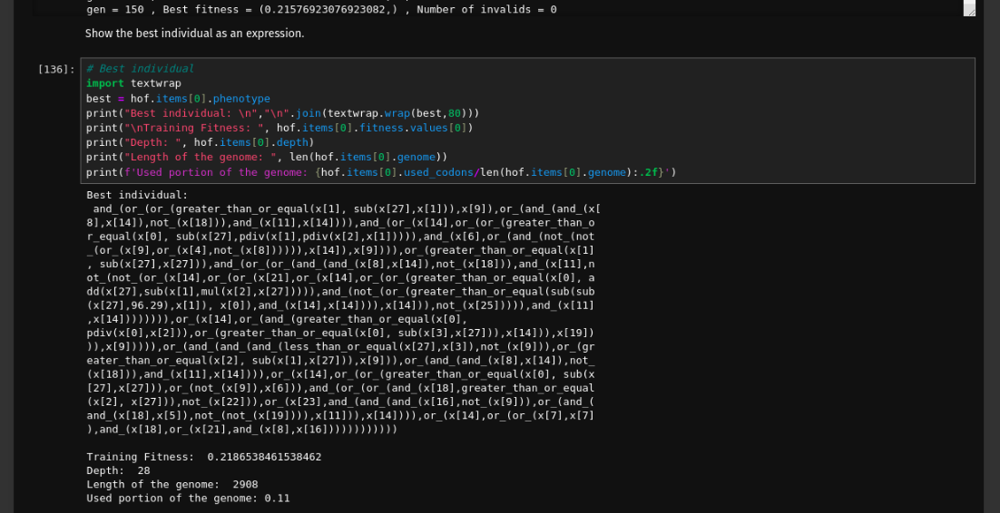 gen = 150 , Best fitness = (0.21576923076923082,) , Number of invalids = 0
Show the best individual as an expression.
[136]:
# Best individual
import textwrap
best = hof.items[0].phenotype
print("Best individual: \n","\n".join(textwrap.wrap(best,80)))
print("\nTraining Fitness: ", hof.items[0].fitness.values[0])
print("Depth: ", hof.items[0].depth)
print("Length of the genome: ", len(hof.items[0].genome))
print(f'Used portion of the genome: {hof.items[0].used_codons/len(hof.items[0].genome):.2f}')
Best individual:
and_(or_(or_(greater_than_or_equal(x[1], sub(x[27],x[1])),x[9]),or_(and_(and_(x[
8],x[14]),not_(x[18])),and_(x[11],x[14]))),and_(or_(x[14],or_(or_(greater_than_o
r_equal(x[0], sub(x[27],pdiv(x[1],pdiv(x[2],x[1])))),and_(x[6],or_(and_(not_(not
_(or_(x[9],or_(x[4],not_(x[8]))))),x[14]),x[9]))),or_(greater_than_or_equal(x[1]
, sub(x[27],x[27])),and_(or_(or_(and_(and_(x[8],x[14]),not_(x[18])),and_(x[11],n
ot_(not_(or_(x[14],or_(or_(x[21],or_(x[14],or_(or_(greater_than_or_equal(x[0], a
dd(x[27],sub(x[1],mul(x[2],x[27])))),and_(not_(or_(greater_than_or_equal(sub(sub
(x[27],96.29),x[1]), x[0]),and_(x[14],x[14]))),x[14])),not_(x[25])))),and_(x[11]
,x[14]))))))),or_(x[14],or_(and_(greater_than_or_equal(x[0],
pdiv(x[0],x[2])),or_(greater_than_or_equal(x[0], sub(x[3],x[27])),x[14])),x[19])
)),x[9])))),or_(and_(and_(and_(less_than_or_equal(x[27],x[3]),not_(x[9])),or_(gr
eater_than_or_equal(x[2], sub(x[1],x[27])),x[9])),or_(and_(and_(x[8],x[14]),not_
(x[18])),and_(x[11],x[14]))),or_(x[14],or_(or_(greater_than_or_equal(x[0], sub(x
[27],x[27])),or_(not_(x[9]),x[6])),and_(or_(or_(and_(x[18],greater_than_or_equal
(x[2], x[27])),not_(x[22])),or_(x[23],and_(and_(and_(x[16],not_(x[9])),or_(and_(
and_(x[18],x[5]),not_(not_(x[19]))),x[11])),x[14]))),or_(x[14],or_(or_(x[7],x[7]
),and_(x[18],or_(x[21],and_(x[8],x[16])))))))))))
Training Fitness:  0.2186538461538462
Depth:  28
Length of the genome:  2908
Used portion of the genome: 0.11